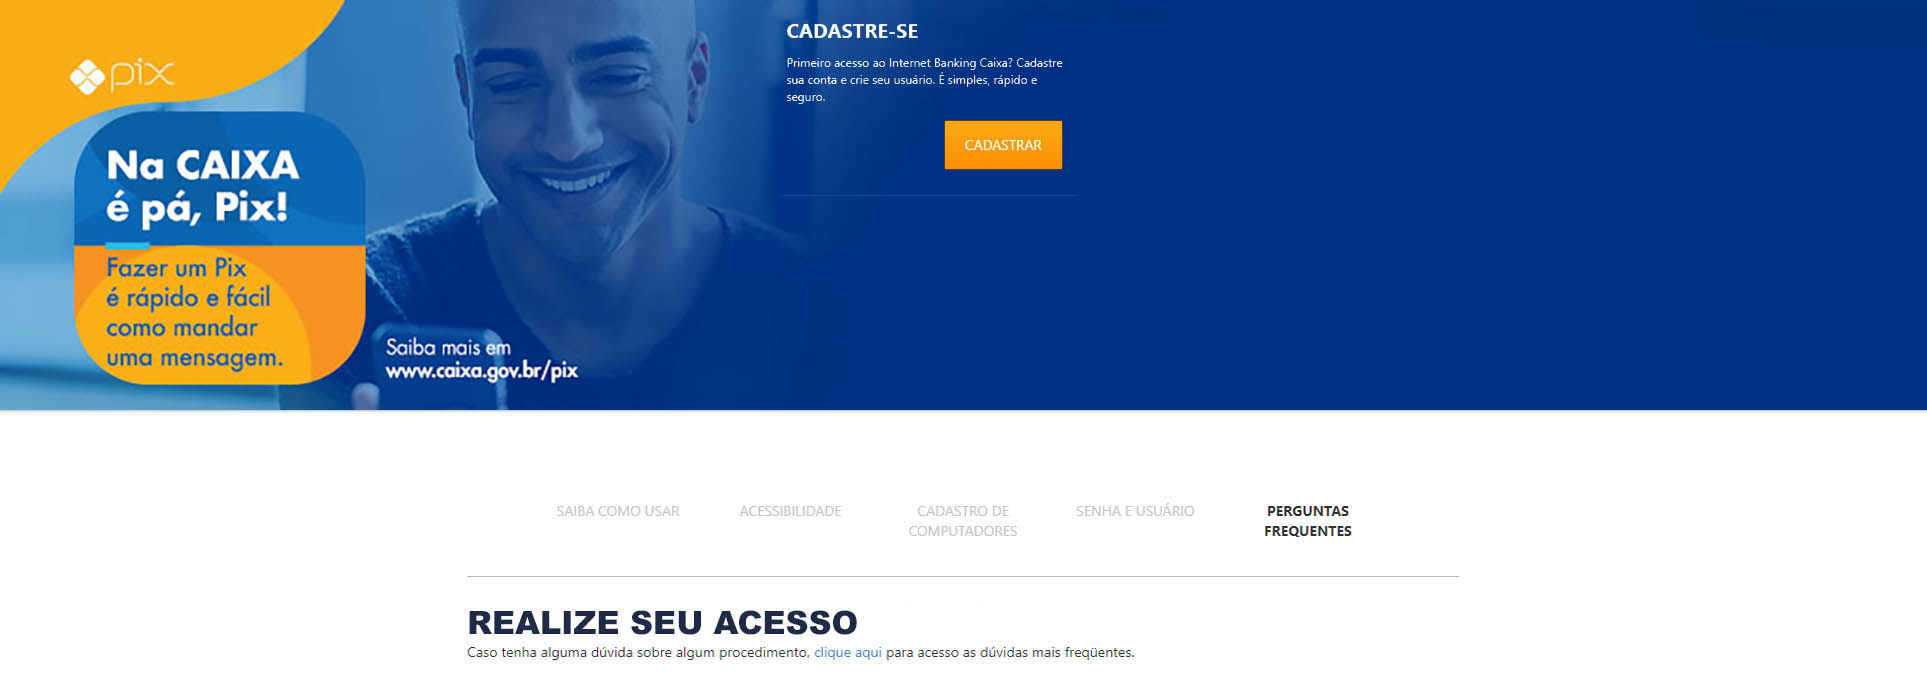 pix
Na CAIXA
é pá, Pix!
Fazer um Pix
é rápido e fácil
como mandar
uma mensagem.
Saiba mais em
www.caixa.gov.br/pix
CADASTRE-SE
Primeiro acesso ao Internet Banking Caixa? Cadastre
sua conta e crie seu usuário. É simples, rápido e
seguro.
CADASTRAR
SAIBA COMO USAR
ACESSIBILIDADE
CADASTRO DE
COMPUTADORES
SENHA E USUÁRIO
PERGUNTAS
FREQUENTES
REALIZE SEU ACESSO
Caso tenha alguma dúvida sobre algum procedimento, clique aqui para acesso as dúvidas mais freqüentes.